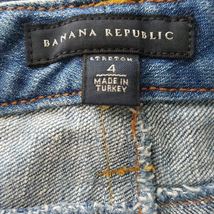 BANANA REPUBLIC
STRETCH
4
MADE IN
TURKEY